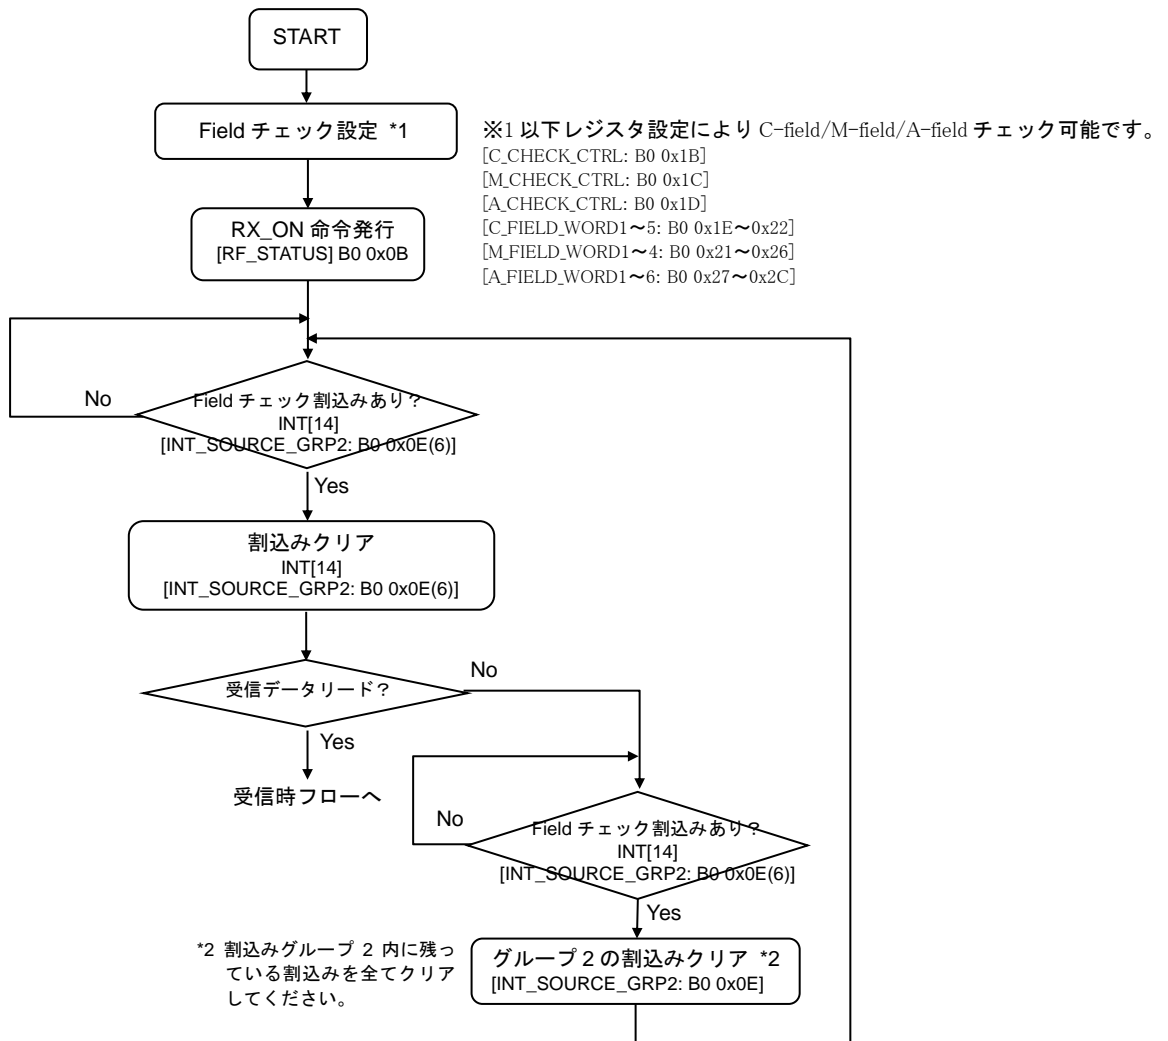 START
Field チェック設定 *1
※1 以下レジスタ設定により C-field/M-field/A-field チェック可能です。
[C_CHECK_CTRL: B0 0x1B]
[M_CHECK_CTRL: B0 0x1C]
[A_CHECK_CTRL: B0 0x1D]
[C_FIELD_WORD1～5: B0 0x1E～0x22]
[M_FIELD_WORD1～4: B0 0x21～0x26]
[A_FIELD_WORD1～6: B0 0x27～0x2C]
RX_ON 命令発行
[RF_STATUS] B0 0x0B
No
Field チェック割込みあり？
INT[14]
[INT_SOURCE_GRP2: B0 0x0E(6)]
Yes
割込みクリア
INT[14]
[INT_SOURCE_GRP2: B0 0x0E(6)]
受信データリード？
No
Yes
受信時フローへ
No
Field チェック割込みあり？
INT[14]
[INT_SOURCE_GRP2: B0 0x0E(6)]
Yes
*2 割込みグループ 2 内に残っ
ている割込みを全てクリア
してください。
グループ 2 の割込みクリア *2
[INT_SOURCE_GRP2: B0 0x0E]